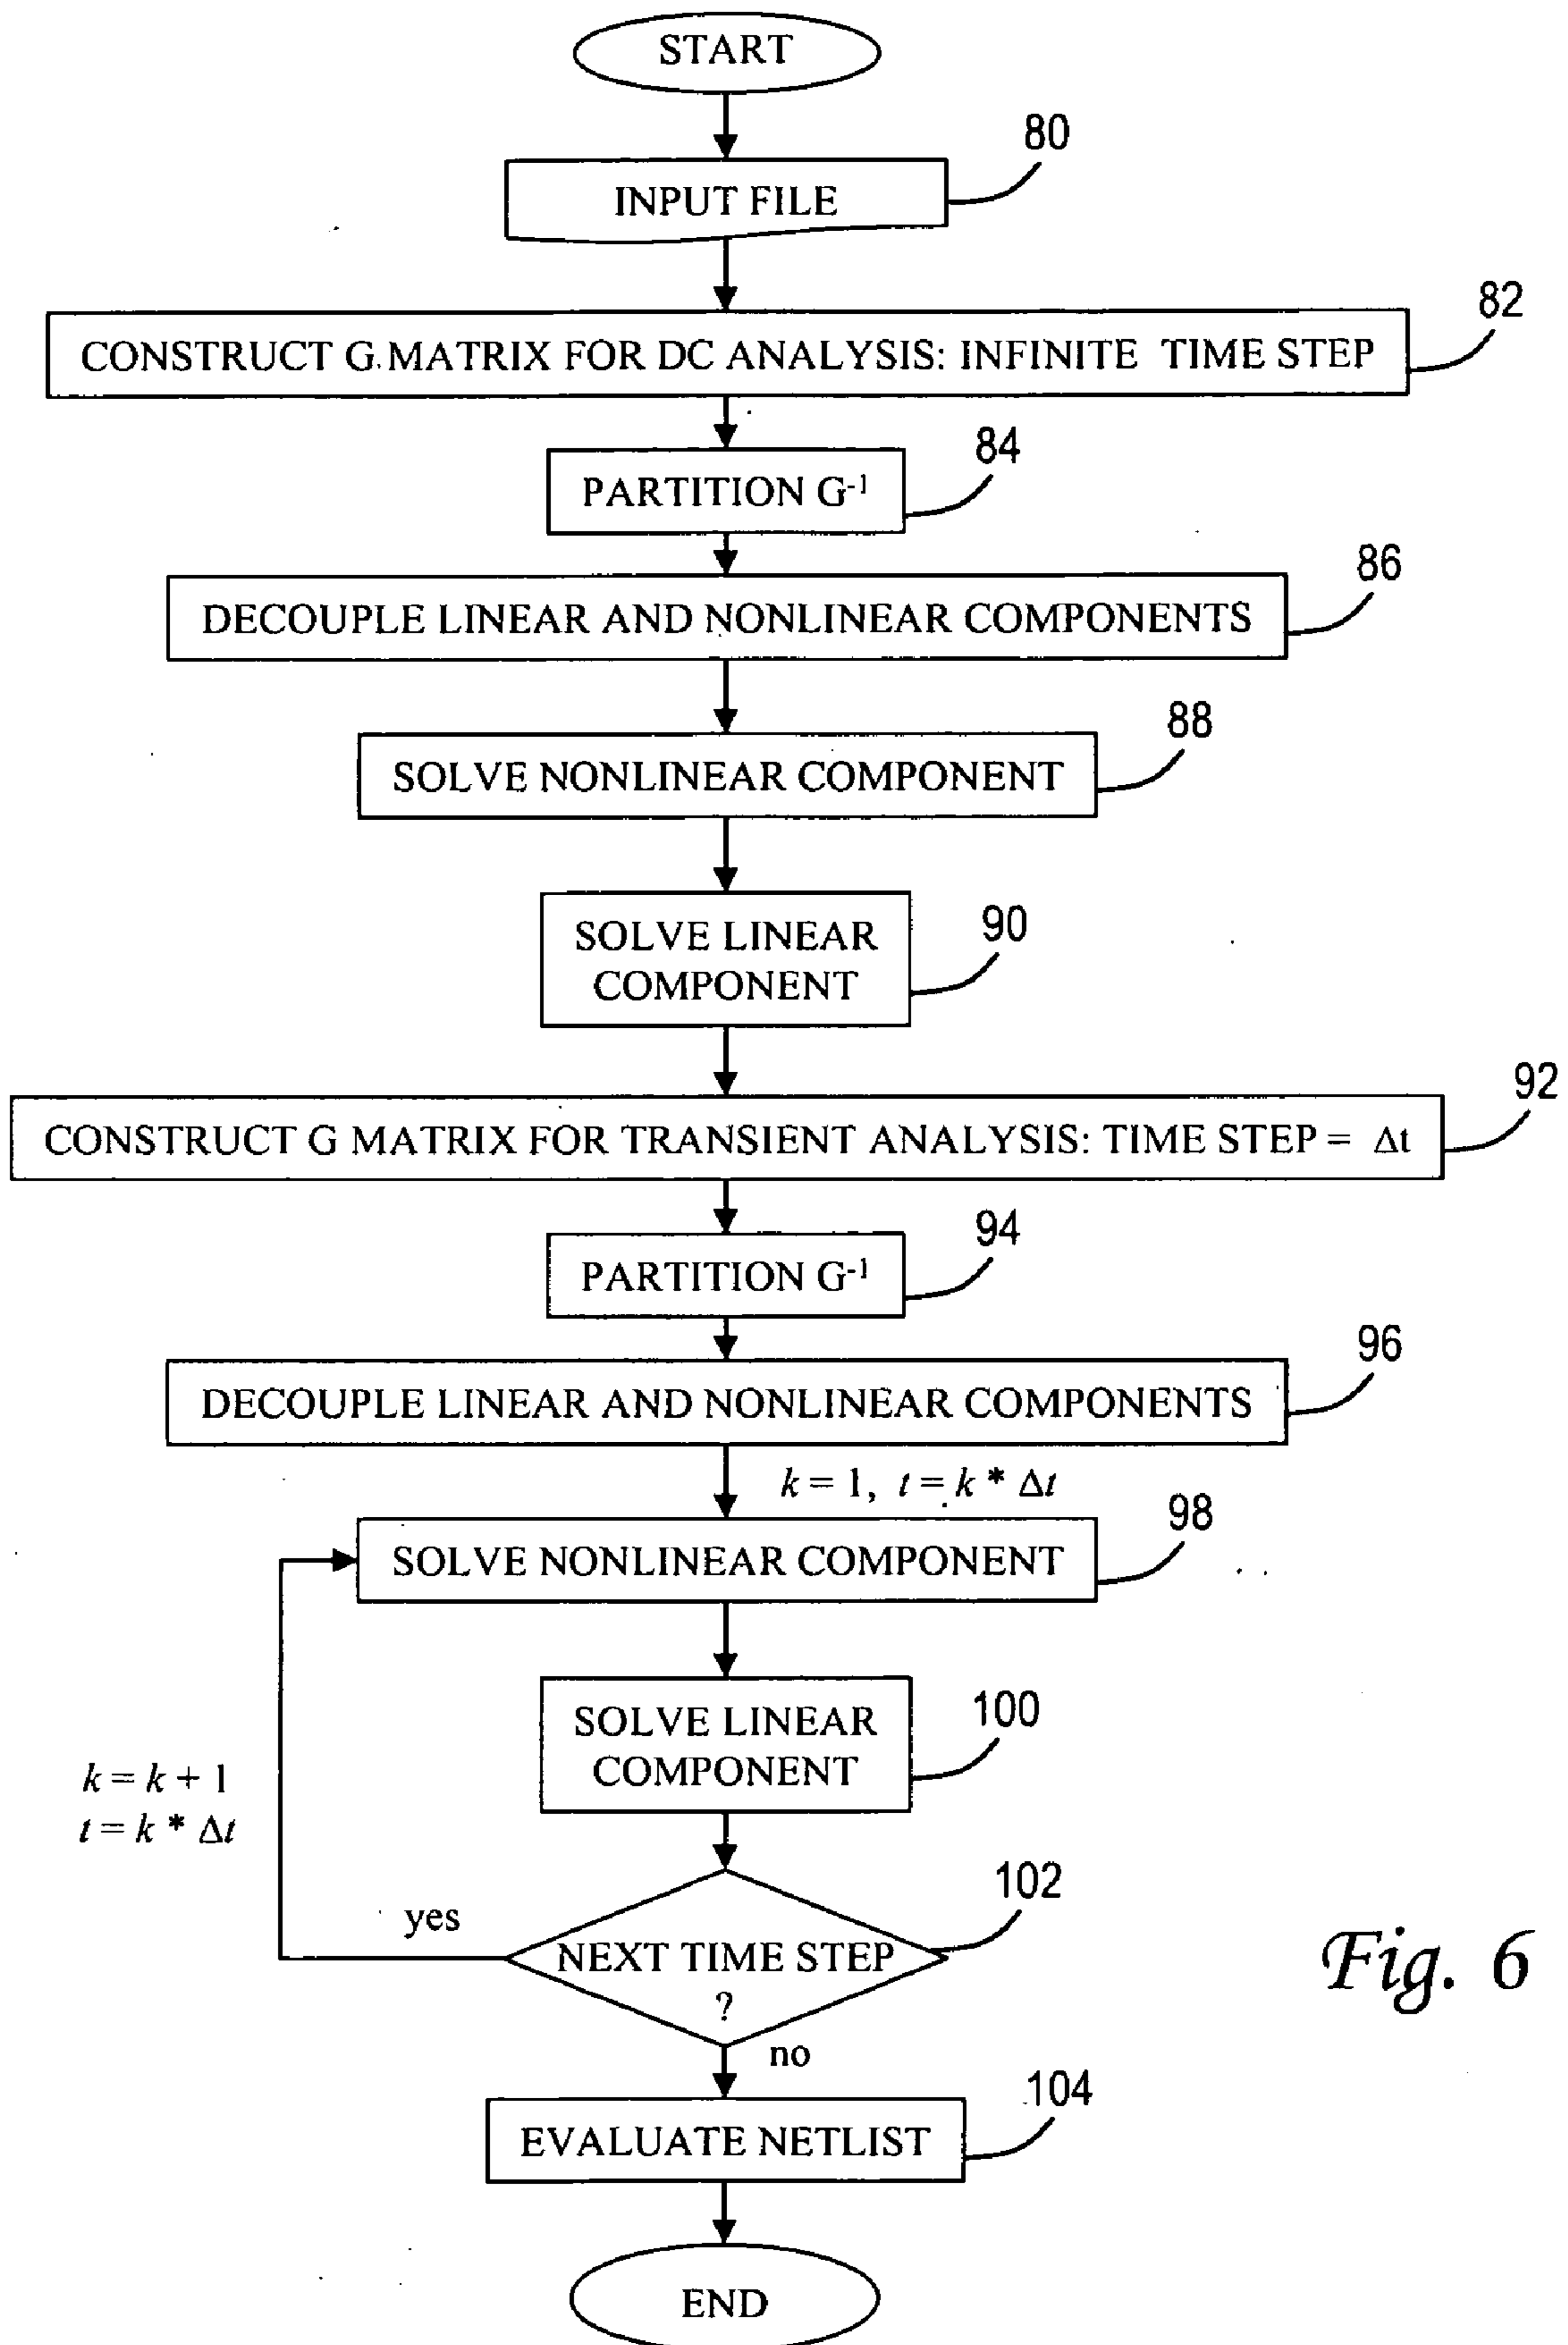 START
80
INPUT FILE
82
CONSTRUCT G MATRIX FOR DC ANALYSIS: INFINITE TIME STEP
84
PARTITION G⁻¹
86
DECOUPLE LINEAR AND NONLINEAR COMPONENTS
88
SOLVE NONLINEAR COMPONENT
90
SOLVE LINEAR
COMPONENT
92
CONSTRUCT G MATRIX FOR TRANSIENT ANALYSIS: TIME STEP = Δt
94
PARTITION G⁻¹
96
DECOUPLE LINEAR AND NONLINEAR COMPONENTS
k = 1, t = k * Δt
98
SOLVE NONLINEAR COMPONENT
100
SOLVE LINEAR
COMPONENT
k = k + 1
t = k * Δt
102
yes
NEXT TIME STEP
?
Fig. 6
no
104
EVALUATE NETLIST
END